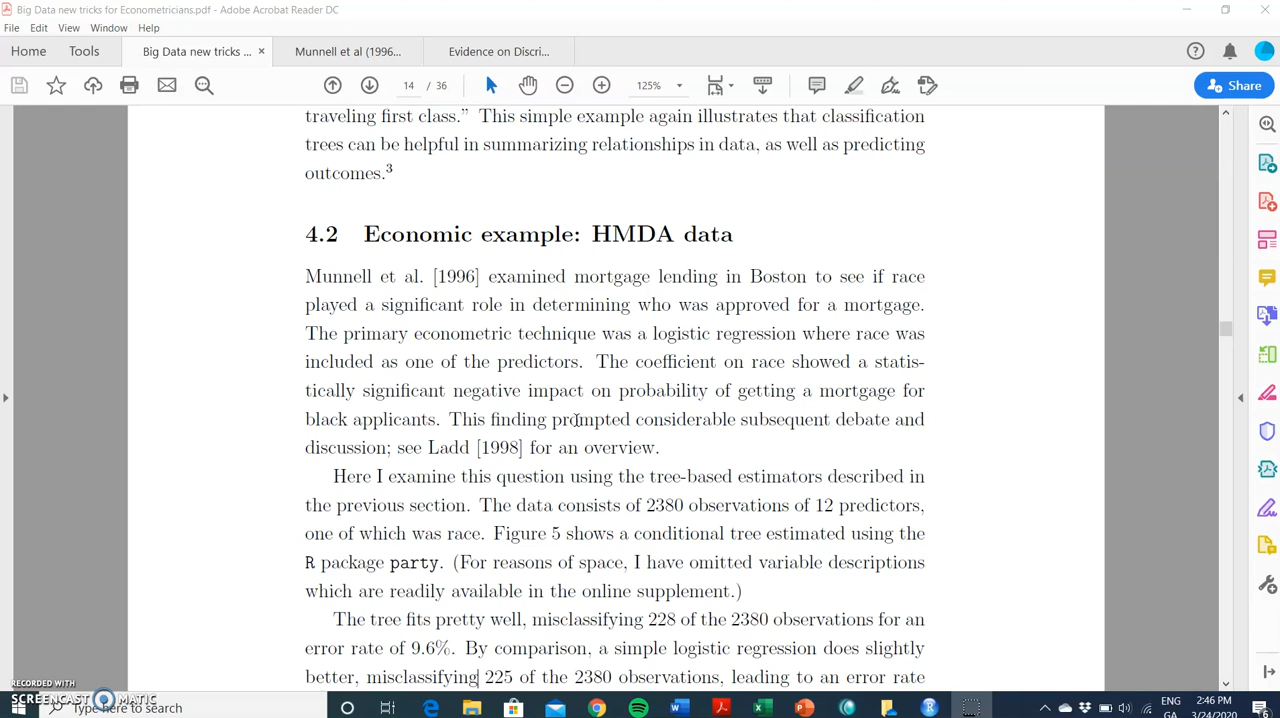 Big Data new tricks for Econometricians.pdf - Adobe Acrobat Reader DC
File Edit View Window Help
Home Tools Big Data new tricks ... × Munnell et al (1996... Evidence on Discri...
14 / 36 125% Share
traveling first class.” This simple example again illustrates that classification
trees can be helpful in summarizing relationships in data, as well as predicting
outcomes.3
4.2 Economic example: HMDA data
Munnell et al. [1996] examined mortgage lending in Boston to see if race
played a significant role in determining who was approved for a mortgage.
The primary econometric technique was a logistic regression where race was
included as one of the predictors. The coefficient on race showed a statis-
tically significant negative impact on probability of getting a mortgage for
black applicants. This finding prompted considerable subsequent debate and
discussion; see Ladd [1998] for an overview.
Here I examine this question using the tree-based estimators described in
the previous section. The data consists of 2380 observations of 12 predictors,
one of which was race. Figure 5 shows a conditional tree estimated using the
R package party. (For reasons of space, I have omitted variable descriptions
which are readily available in the online supplement.)
The tree fits pretty well, misclassifying 228 of the 2380 observations for an
error rate of 9.6%. By comparison, a simple logistic regression does slightly
better, misclassifying 225 of the 2380 observations, leading to an error rate
RECORDED WITH
SCREENCAST MATIC
Type here to search
ENG 2:46 PM
GA 3/24/2020